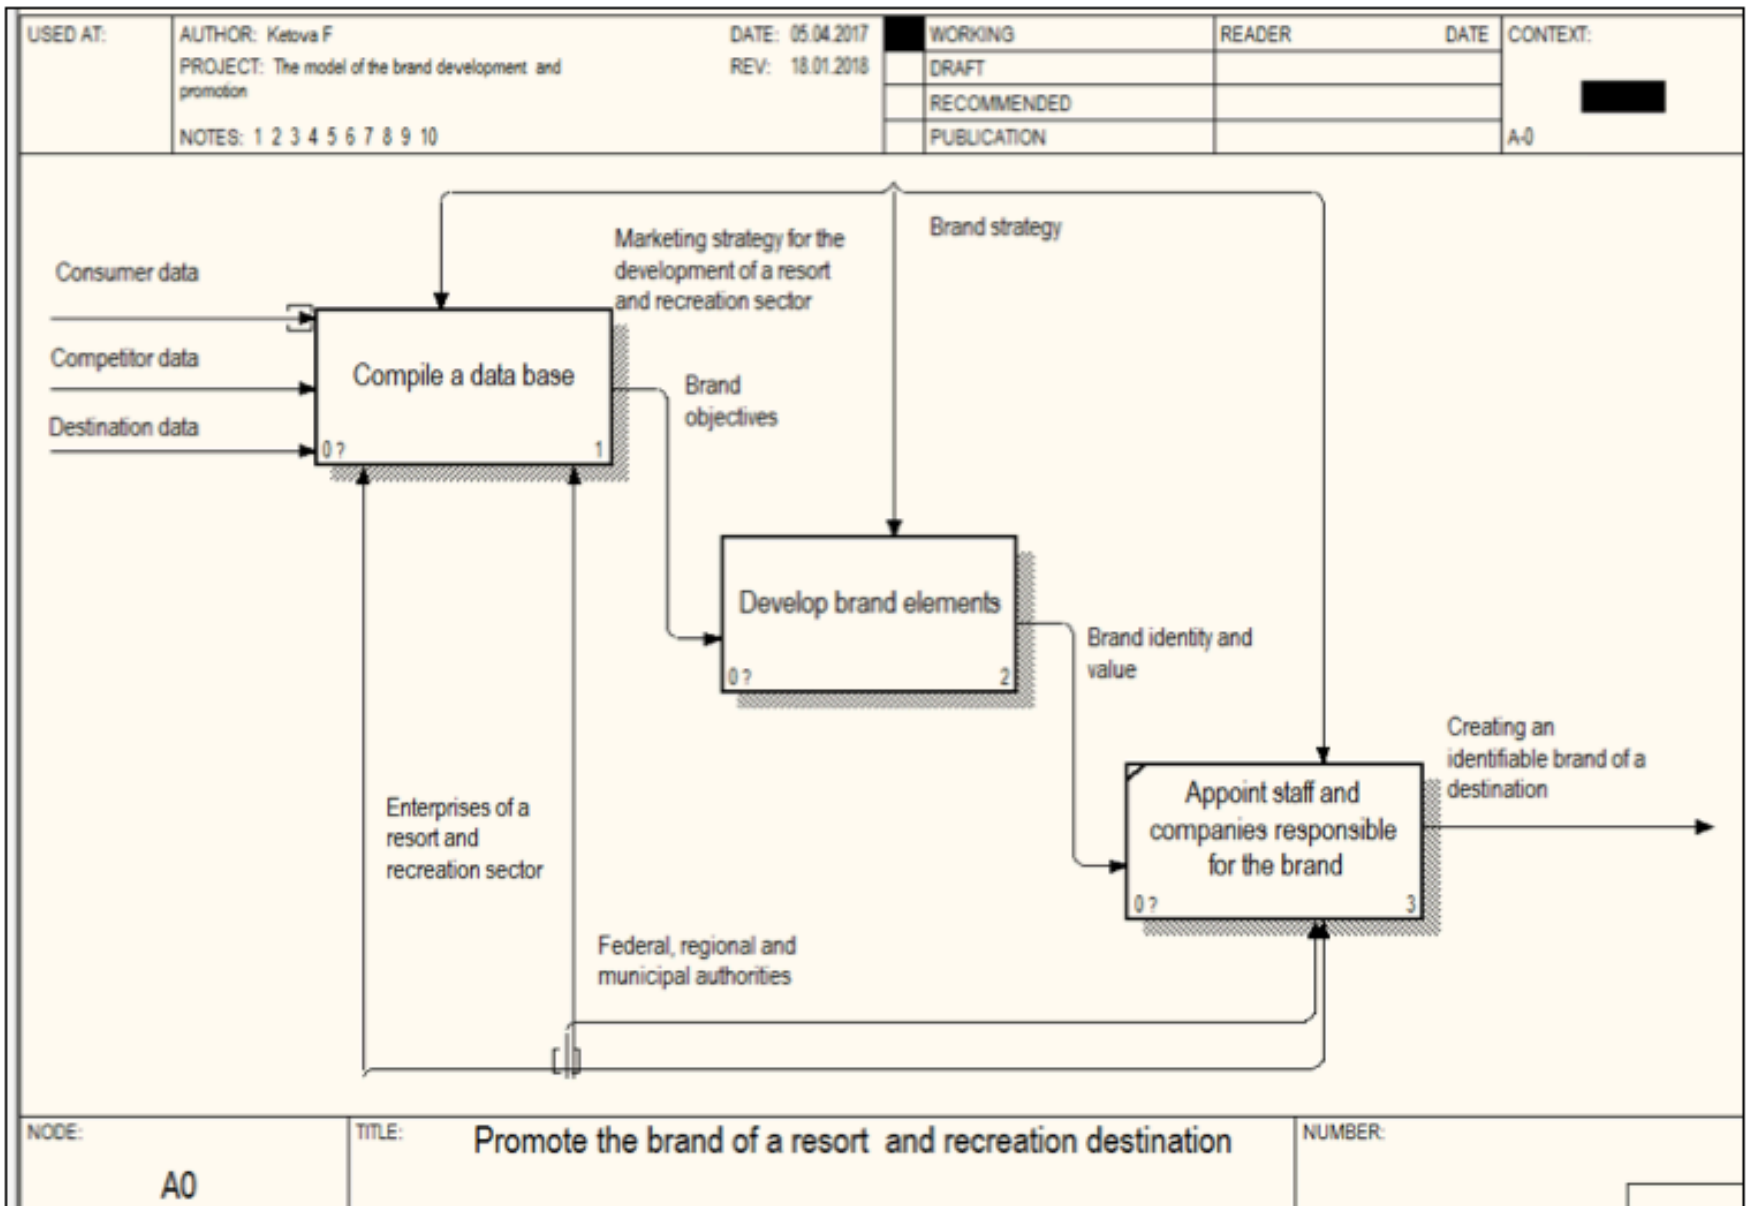 USED AT:
AUTHOR: Ketova F
DATE: 05.04.2017
PROJECT: The model of the brand development and
promotion
REV: 18.01.2018
NOTES: 1 2 3 4 5 6 7 8 9 10
WORKING
DRAFT
RECOMMENDED
PUBLICATION
READER
DATE
CONTEXT:
A-0
Brand strategy
Marketing strategy for the
development of a resort
and recreation sector
Consumer data
Competitor data
Destination data
Compile a data base
0 ?
1
Brand
objectives
Develop brand elements
0 ?
2
Brand identity and
value
Creating an
identifiable brand of a
destination
Appoint staff and
companies responsible
for the brand
0 ?
3
Enterprises of a
resort and
recreation sector
Federal, regional and
municipal authorities
NODE:
A0
TITLE:
Promote the brand of a resort and recreation destination
NUMBER: